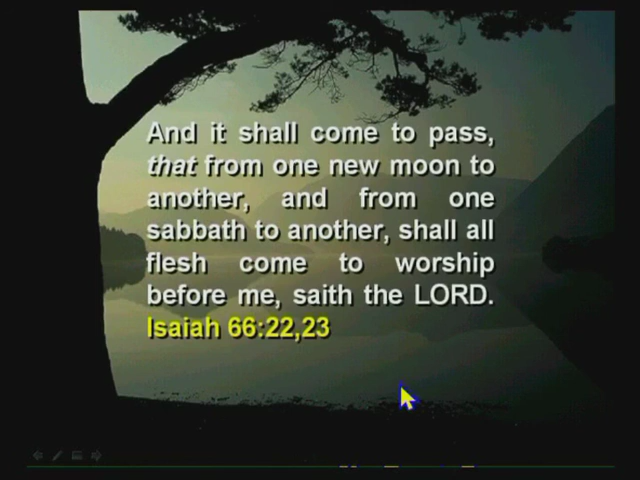 And it shall come to pass,
that from one new moon to
another, and from one
sabbath to another, shall all
flesh come to worship
before me, saith the LORD.
Isaiah 66:22,23